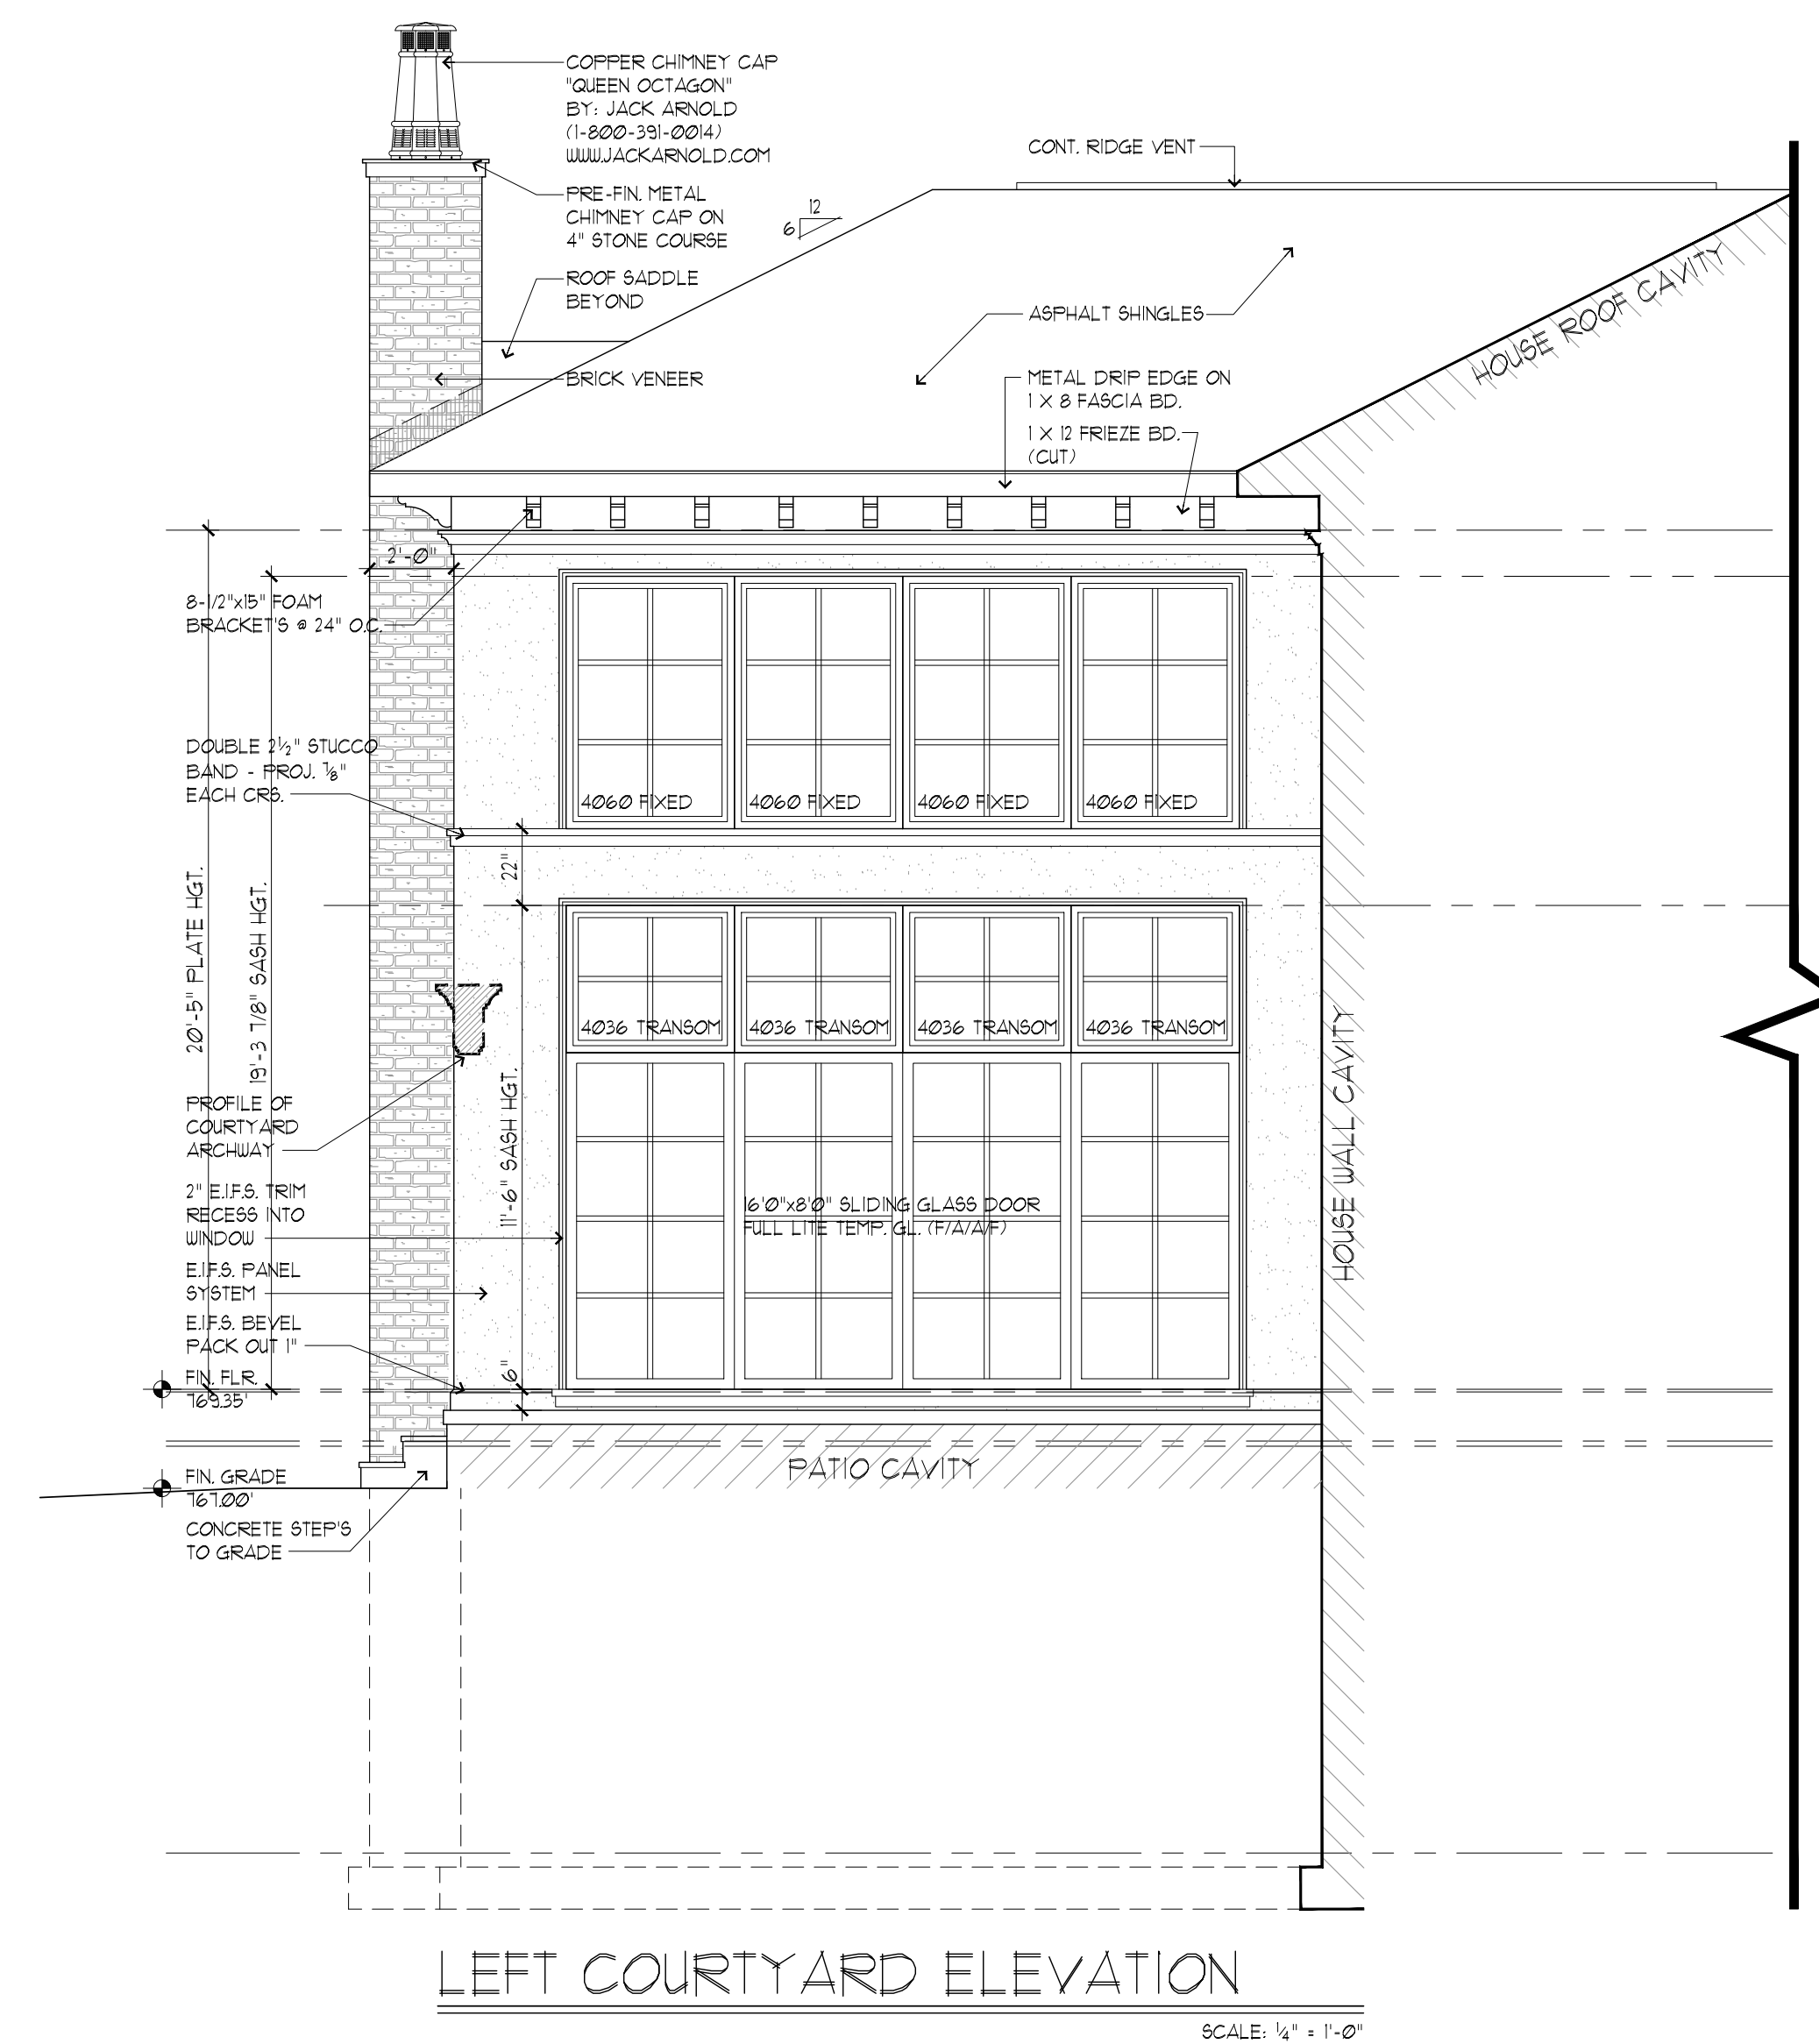 COPPER CHIMNEY CAP
"QUEEN OCTAGON"
BY: JACK ARNOLD
(1-800-391-0014)
WWW.JACKARNOLD.COM
CONT. RIDGE VENT
PRE-FIN. METAL
CHIMNEY CAP ON
4" STONE COURSE
12
6
ROOF SADDLE
BEYOND
ASPHALT SHINGLES
HOUSE ROOF CAVITY
BRICK VENEER
METAL DRIP EDGE ON
1 X 8 FASCIA BD.
1 X 12 FRIEZE BD.
(CUT)
2'-0"
8-1/2"x15" FOAM
BRACKET'S @ 24" O.C.
DOUBLE 2½" STUCCO
BAND - PROJ. ⅞"
EACH CRS.
4060 FIXED
4060 FIXED
4060 FIXED
4060 FIXED
22"
20'-5" PLATE HGT.
19'-3 7/8" SASH HGT.
4036 TRANSOM
4036 TRANSOM
4036 TRANSOM
4036 TRANSOM
11'-6" SASH HGT.
HOUSE WALL CAVITY
PROFILE OF
COURTYARD
ARCHWAY
2" E.I.F.S. TRIM
RECESS INTO
WINDOW
16'0"x8'0" SLIDING GLASS DOOR
FULL LITE TEMP. GL. (F/A/A/F)
E.I.F.S. PANEL
SYSTEM
E.I.F.S. BEVEL
PACK OUT 1"
6"
FIN. FLR.
769.35'
PATIO CAVITY
FIN. GRADE
767.00'
CONCRETE STEP'S
TO GRADE
LEFT COURTYARD ELEVATION
SCALE: ¼" = 1'-0"